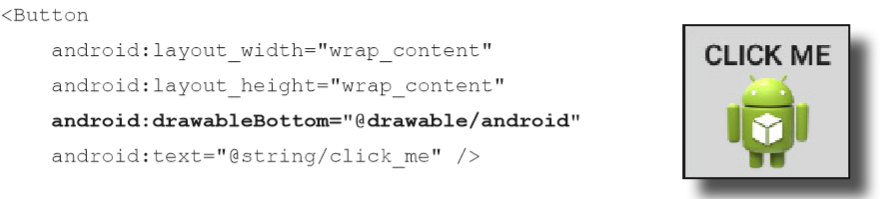 <Button
android:layout_width="wrap_content"
android:layout_height="wrap_content"
android:drawableBottom="@drawable/android"
android:text="@string/click_me" />
CLICK ME